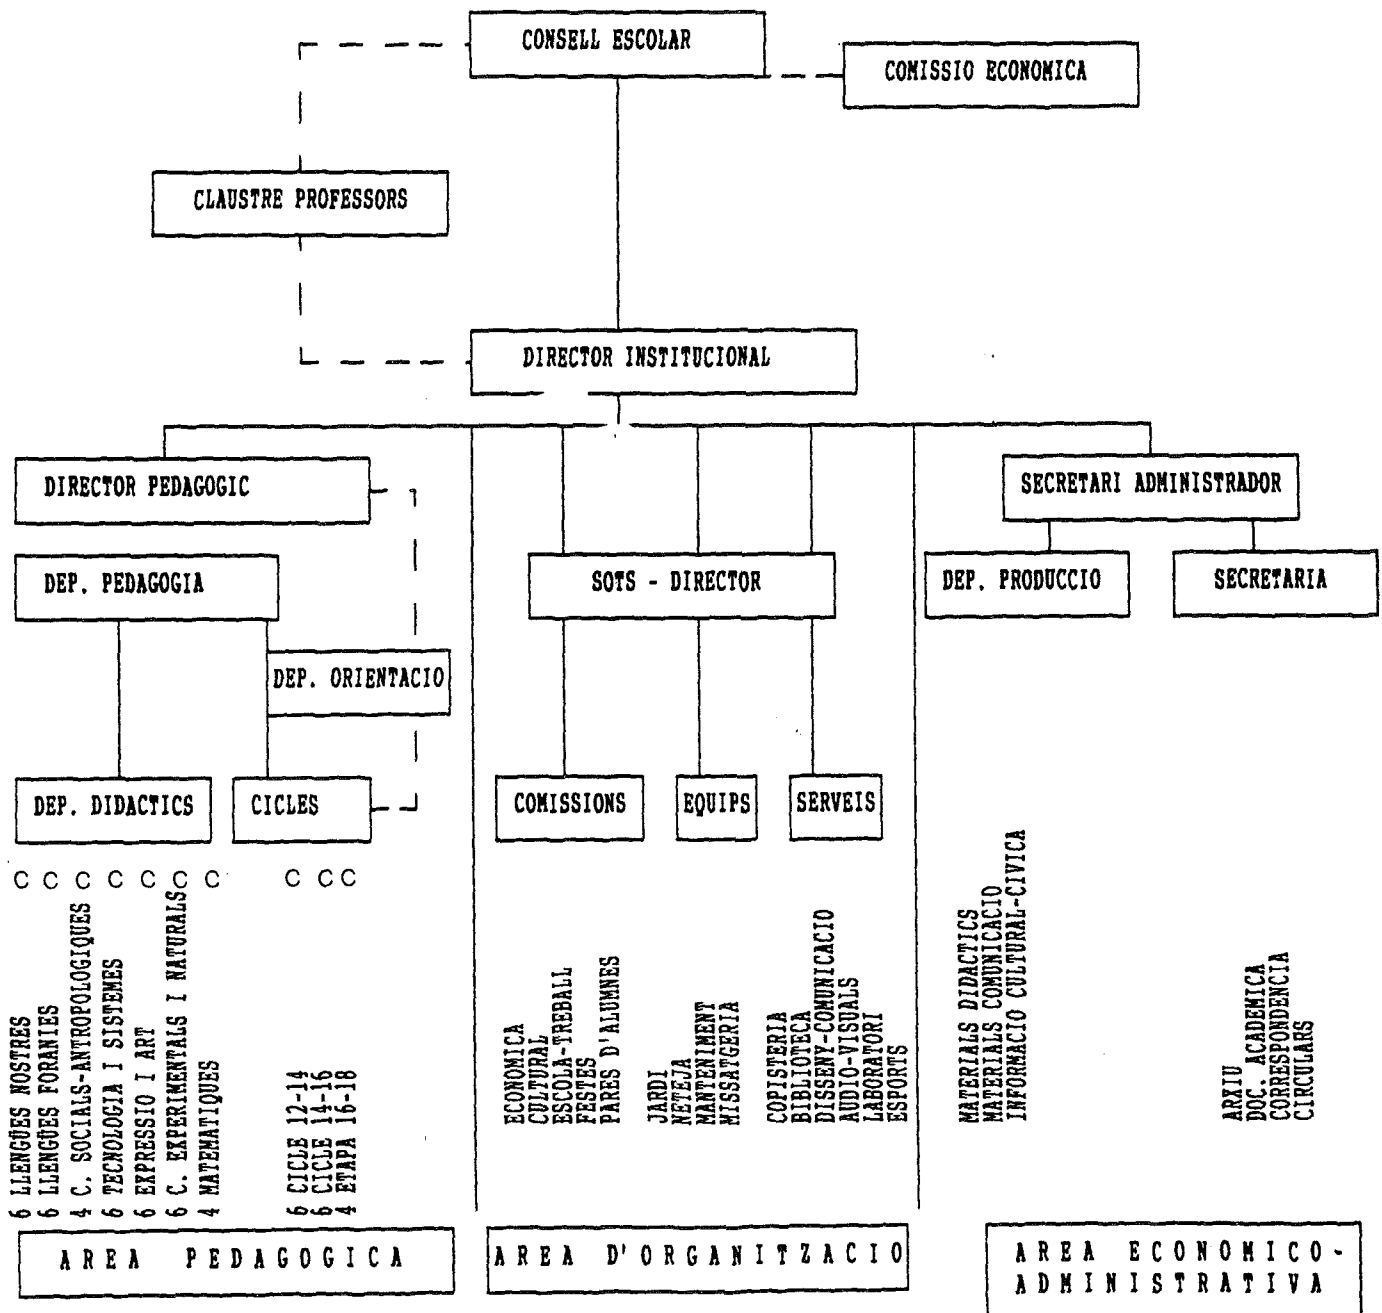 CONSELL ESCOLAR
COMISSIO ECONOMICA
CLAUSTRE PROFESSORS
DIRECTOR INSTITUCIONAL
DIRECTOR PEDAGOGIC
SECRETARI ADMINISTRADOR
DEP. PEDAGOGIA
SOTS - DIRECTOR
DEP. PRODUCCIO
SECRETARIA
DEP. ORIENTACIO
DEP. DIDACTICS
CICLES
COMISSIONS
EQUIPS
SERVEIS
C C C C C C C
C C C
6 LLENGÜES NOSTRES
6 LLENGÜES FORANIES
4 C. SOCIALS-ANTROPOLOGIQUES
6 TECNOLOGIA I SISTEMES
6 EXPRESSIO I ART
6 C. EXPERIMENTALS I NATURALS
4 MATEMATIQUES
6 CICLE 12-14
6 CICLE 14-16
4 ETAPA 16-18
ECONOMICA
CULTURAL
ESCOLA-TREBALL
FESTES
PARES D'ALUMNES
JARDI
NETEJA
MANTENIMENT
MISSATGERIA
COPISTERIA
BIBLIOTECA
DISSENY-COMUNICACIO
AUDIO-VISUALS
LABORATORI
ESPORTS
MATERIALS DIDACTICS
MATERIALS COMUNICACIO
INFORMACIO CULTURAL-CIVICA
ARXIU
DOC. ACADEMICA
CORRESPONDENCIA
CIRCULARS
AREA PEDAGOGICA
AREA D'ORGANITZACIO
AREA ECONOMICO-
ADMINISTRATIVA